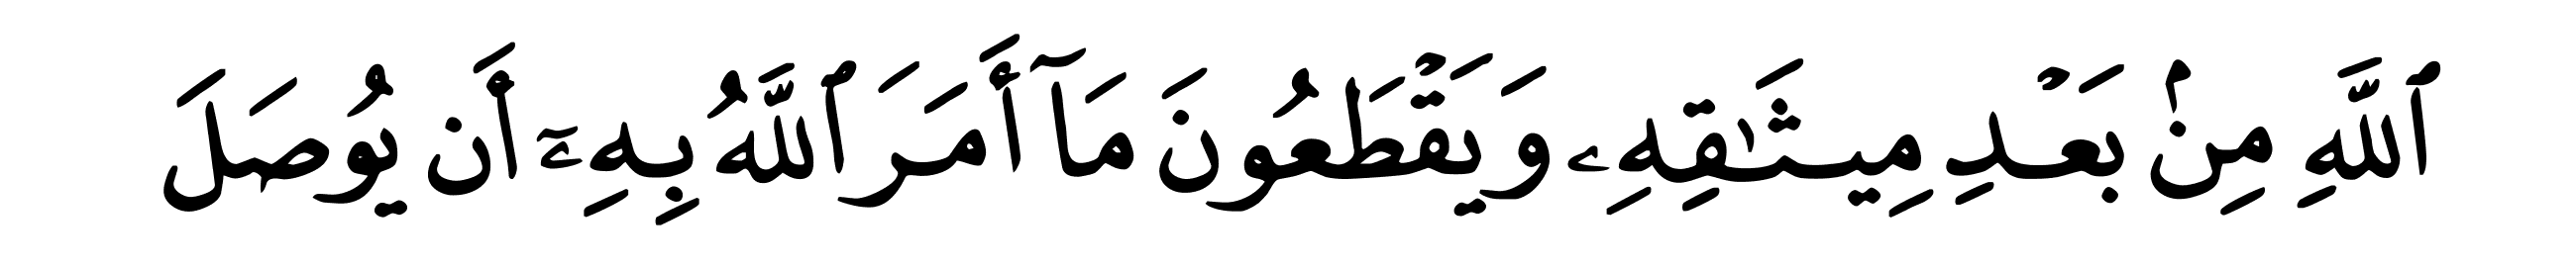 ٱللَّهِ مِنۢ بَعۡدِ مِيثَٰقِهِۦ وَيَقۡطَعُونَ مَآ أَمَرَ ٱللَّهُ بِهِۦٓ أَن يُوصَلَ